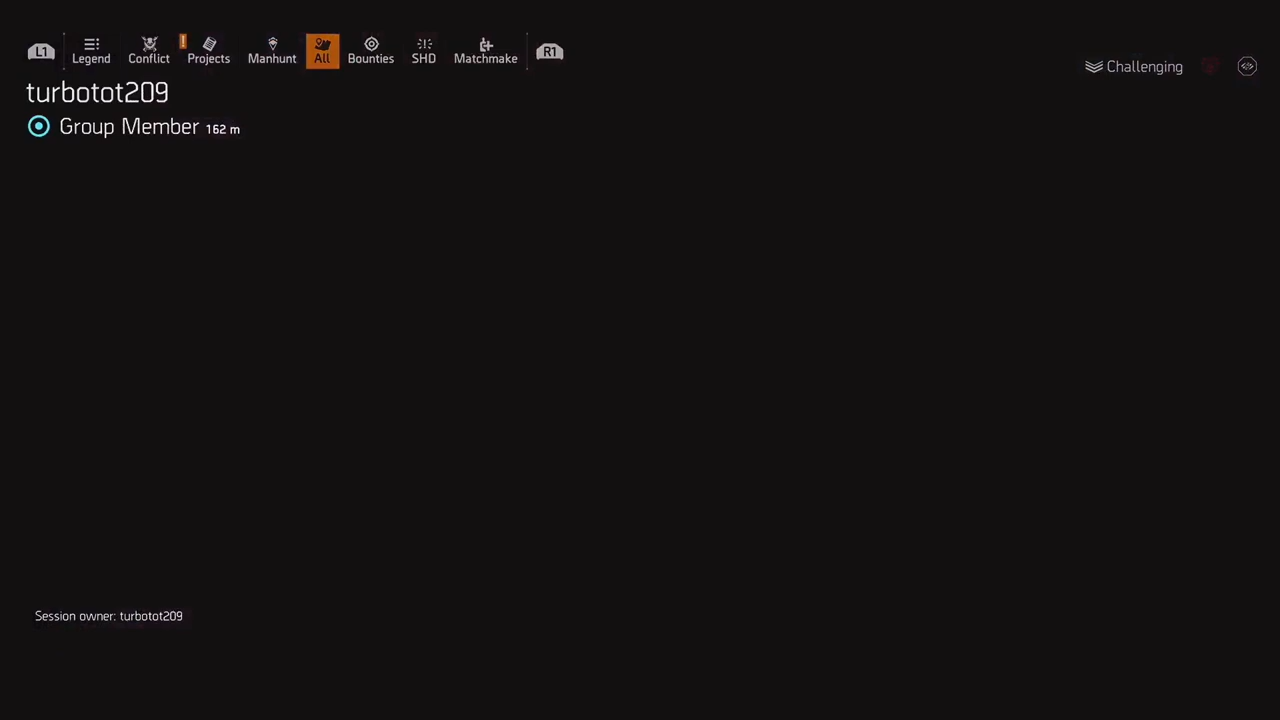 L1 Legend Conflict ! Projects Manhunt All Bounties SHD Matchmake R1
Challenging
turbotot209
Group Member 162 m
Session owner: turbotot209